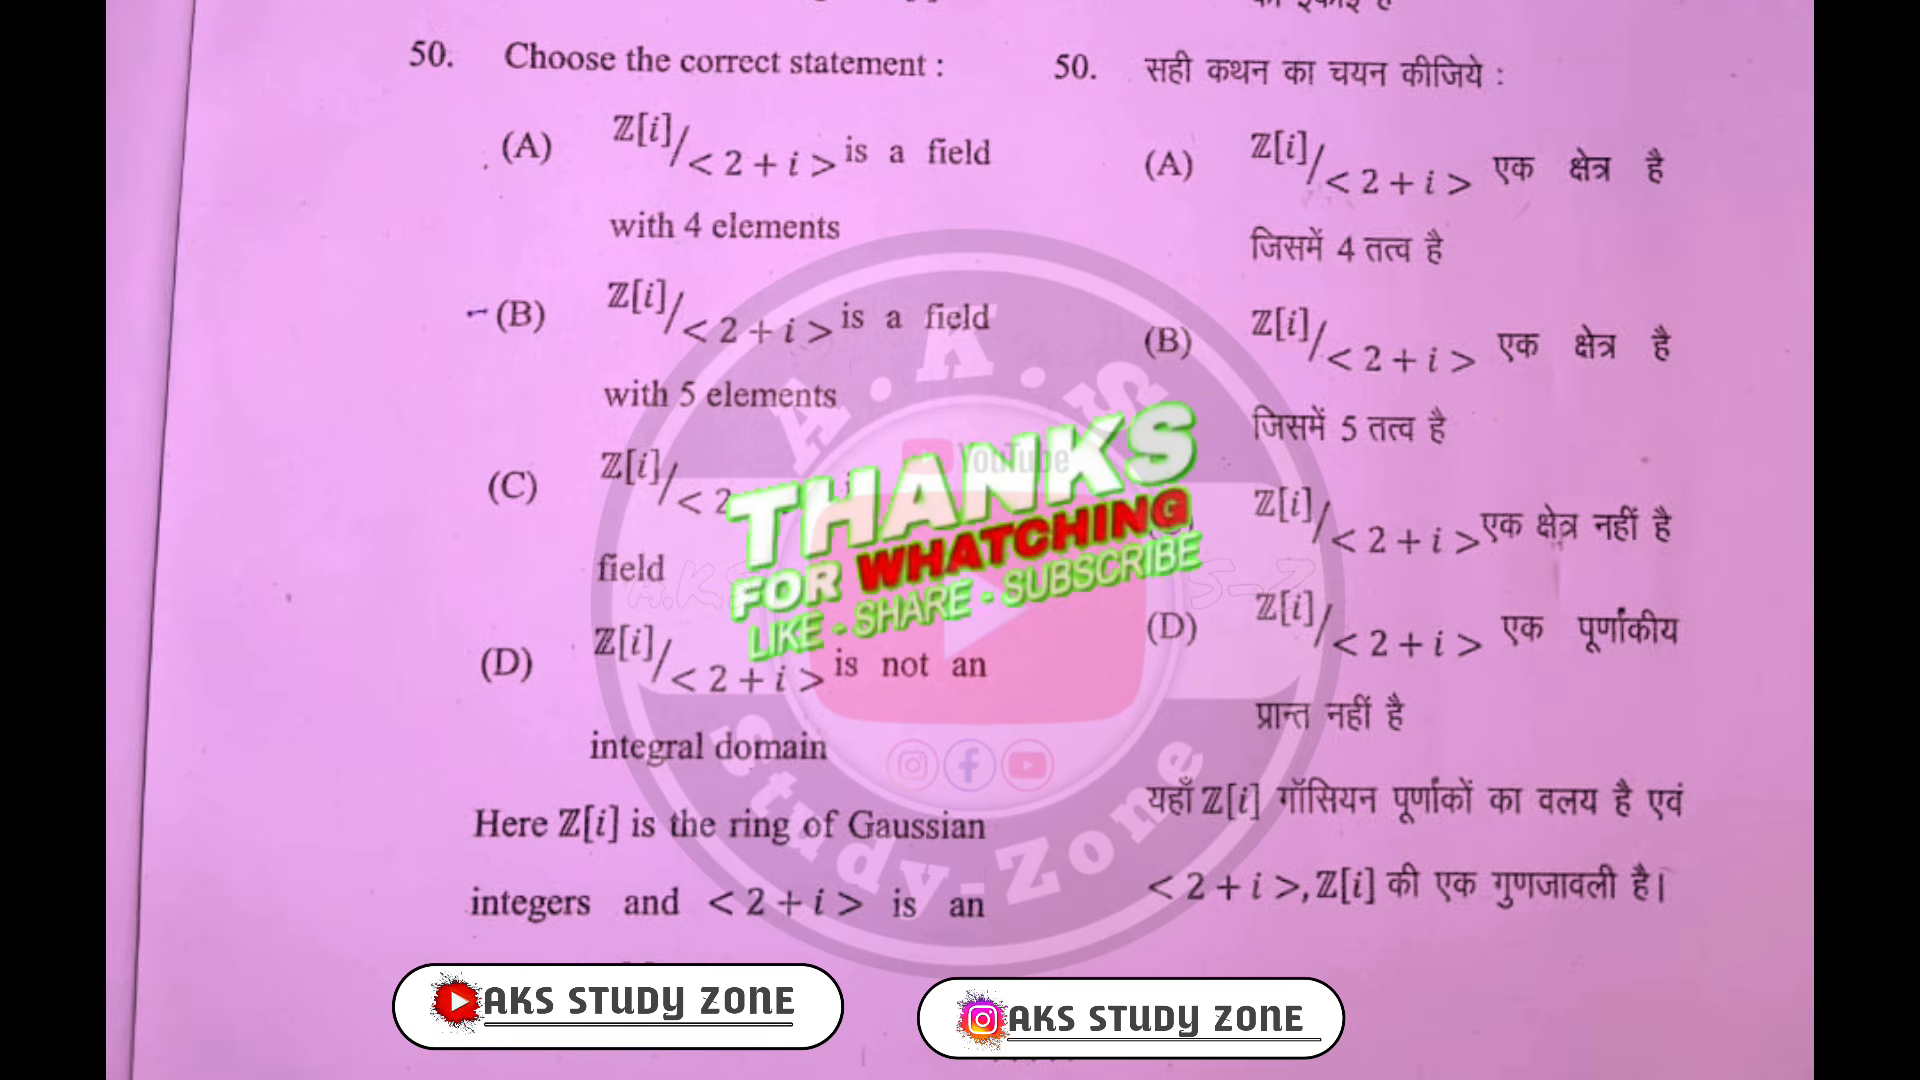 की इकाई है
50. Choose the correct statement :
(A) ℤ[i]/< 2 + i > is a field
with 4 elements
(B) ℤ[i]/< 2 + i > is a field
with 5 elements
(C) ℤ[i]/< 2
field
(D) ℤ[i]/< 2 + i > is not an
integral domain
Here ℤ[i] is the ring of Gaussian
integers and < 2 + i > is an
50. सही कथन का चयन कीजिये :
(A) ℤ[i]/< 2 + i > एक क्षेत्र है
जिसमें 4 तत्व है
(B) ℤ[i]/< 2 + i > एक क्षेत्र है
जिसमें 5 तत्व है
ℤ[i]/< 2 + i > एक क्षेत्र नहीं है
(D) ℤ[i]/< 2 + i > एक पूर्णांकीय
प्रान्त नहीं है
यहाँ ℤ[i] गॉसियन पूर्णांकों का वलय है एवं
< 2 + i >, ℤ[i] की एक गुणजावली है।
A.K.S
YouTube
THANKS
FOR WHATCHING
LIKE - SHARE - SUBSCRIBE
Study-Zone
AKS STUDY ZONE
AKS STUDY ZONE